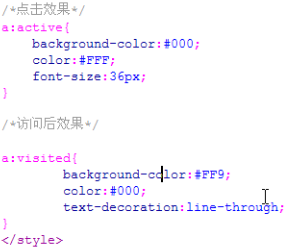 /*点击效果*/
a:active{
background-color:#000;
color:#FFF;
font-size:36px;
}
/*访问后效果*/
a:visited{
background-color:#FF9;
color:#000;
text-decoration:line-through;
}
</style>